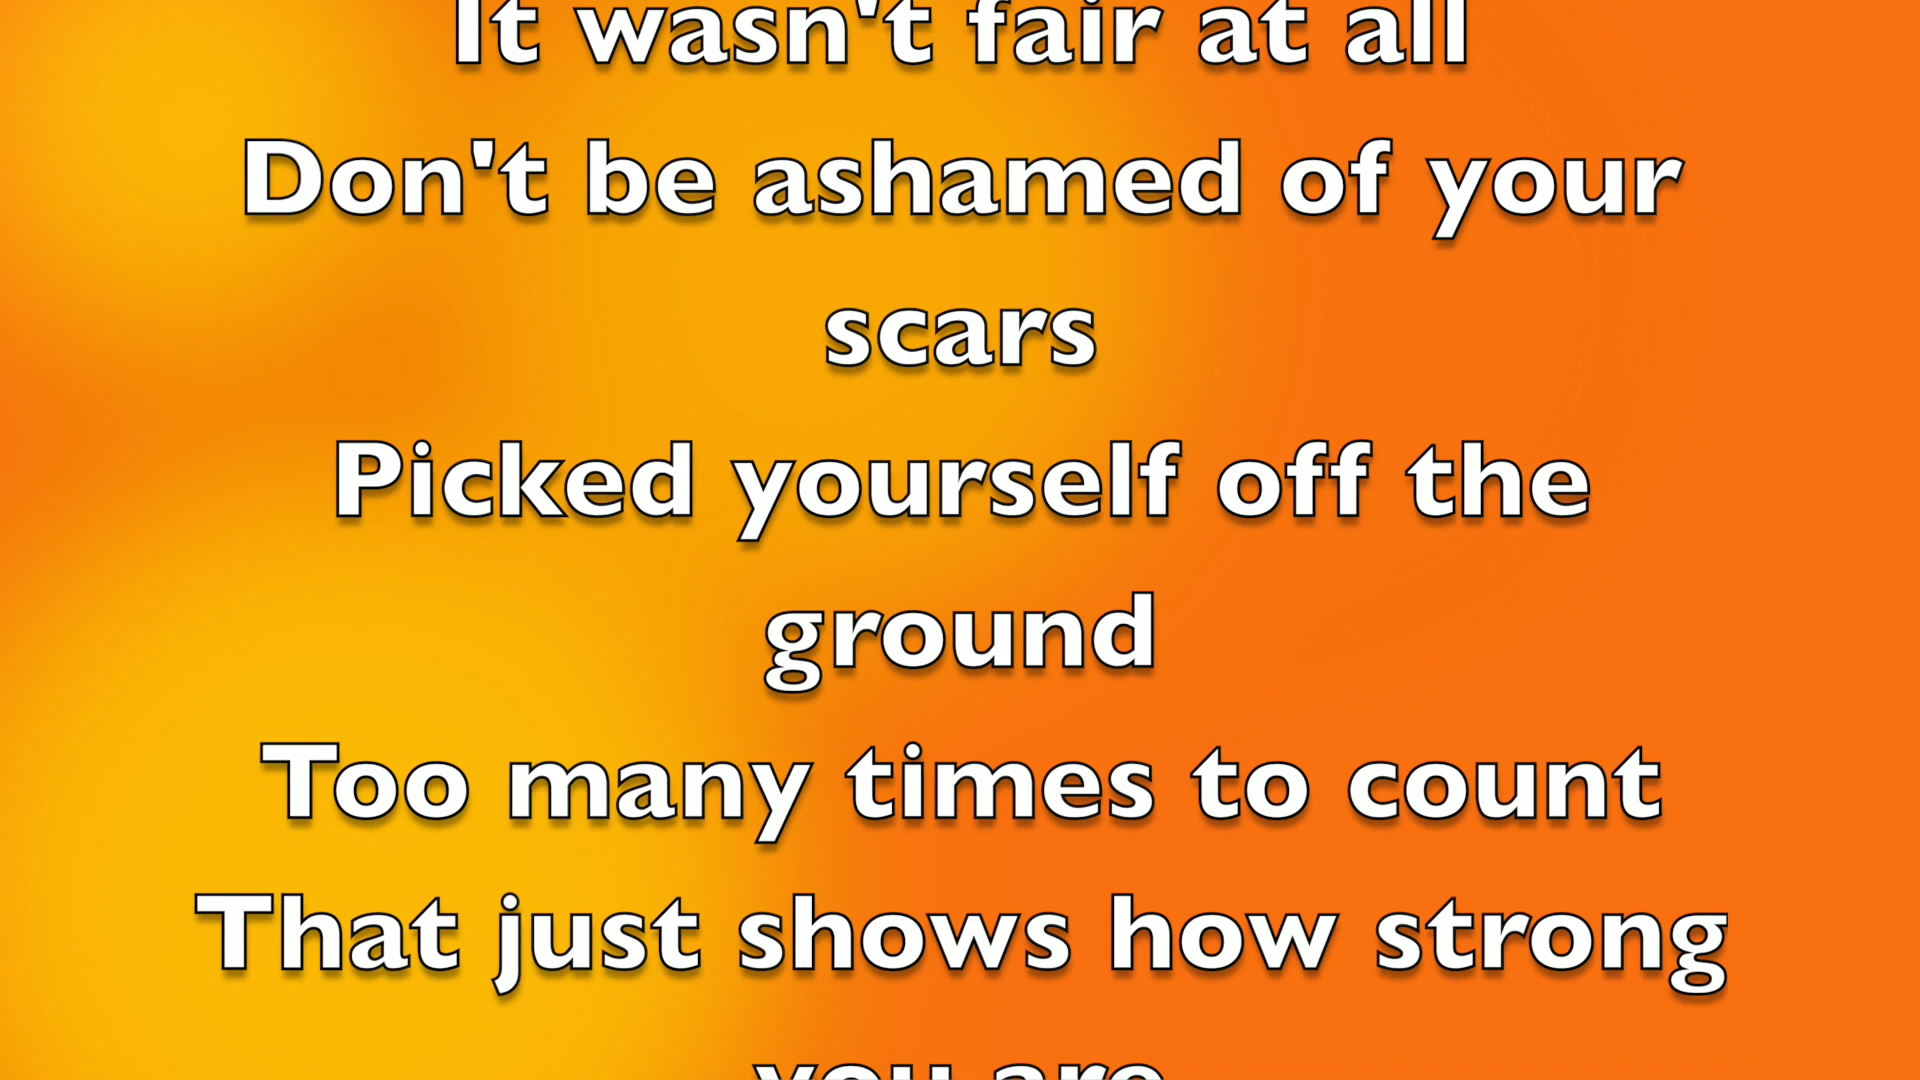 It wasn't fair at all
Don't be ashamed of your
scars
Picked yourself off the
ground
Too many times to count
That just shows how strong
you are